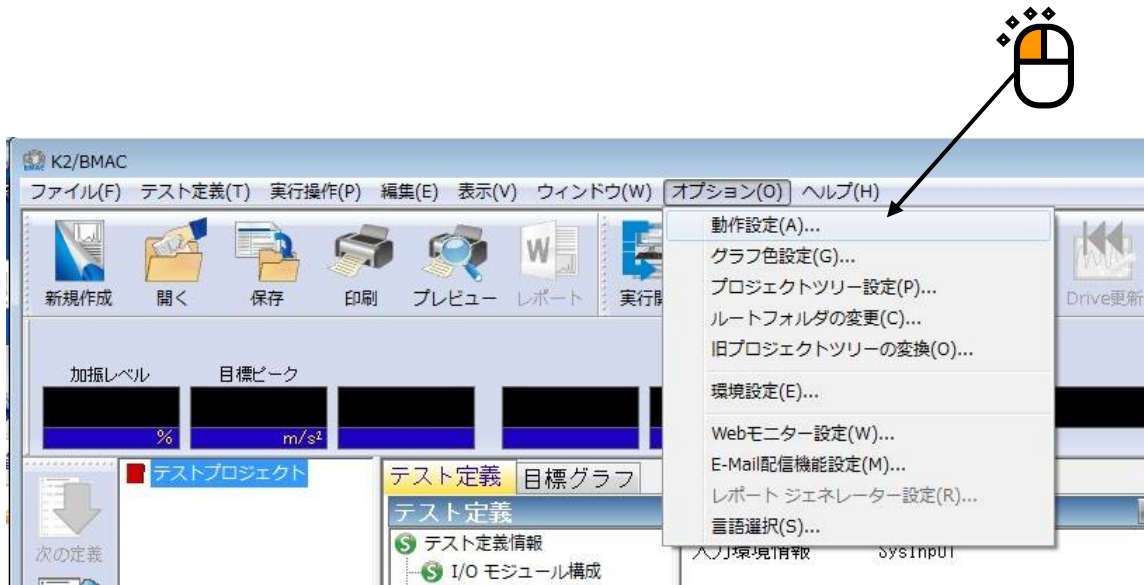 K2/BMAC
ファイル(F) テスト定義(T) 実行操作(P) 編集(E) 表示(V) ウィンドウ(W) オプション(O) ヘルプ(H)
動作設定(A)...
グラフ色設定(G)...
プロジェクトツリー設定(P)...
ルートフォルダの変更(C)...
旧プロジェクトツリーの変換(O)...
環境設定(E)...
Webモニター設定(W)...
E-Mail配信機能設定(M)...
レポート ジェネレーター設定(R)...
言語選択(S)...
新規作成 開く 保存 印刷 プレビュー レポート 実行 Drive更新
加振レベル 目標ピーク
% m/s²
テストプロジェクト
テスト定義 目標グラフ
テスト定義
次の定義
テスト定義情報
I/O モジュール構成
入力環境情報 SysInput